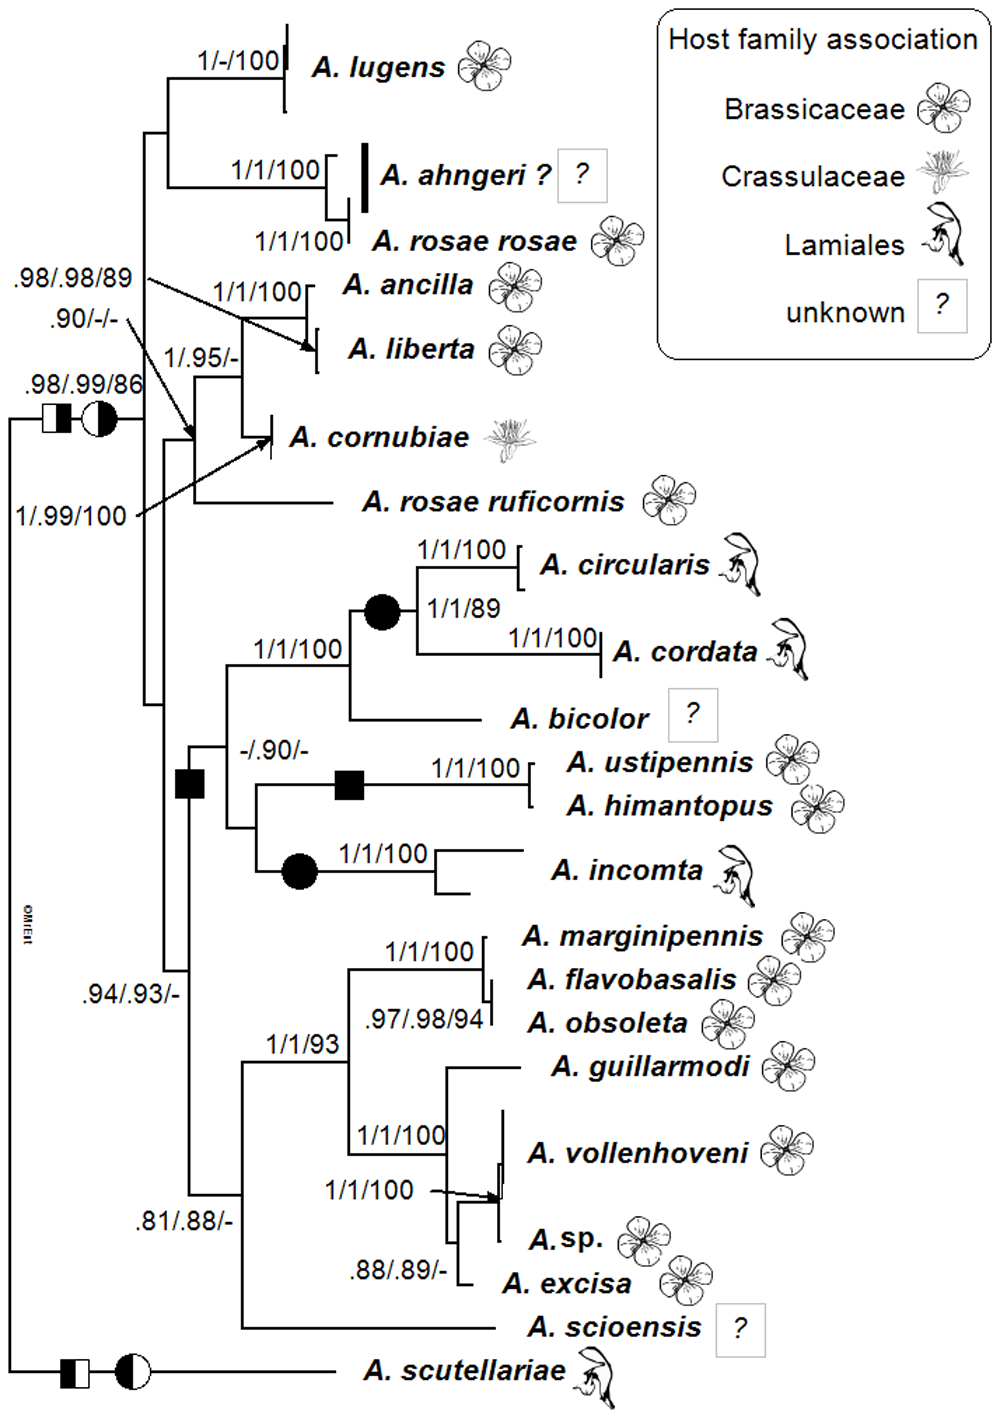 Host family association
Brassicaceae
Crassulaceae
Lamiales
unknown ?
1/-/100 A. lugens
1/1/100 A. ahngeri ? ?
1/1/100 A. rosae rosae
.98/.98/89
1/1/100 A. ancilla
.90/-/-
A. liberta
1/.95/-
.98/.99/86
A. cornubiae
1/.99/100
A. rosae ruficornis
1/1/100 A. circularis
1/1/89
1/1/100 A. cordata
1/1/100
A. bicolor ?
-/.90/-
1/1/100 A. ustipennis
A. himantopus
1/1/100 A. incomta
©MrEnt
A. marginipennis
1/1/100
A. flavobasalis
.94/.93/-
.97/.98/94 A. obsoleta
1/1/93
A. guillarmodi
1/1/100
A. vollenhoveni
1/1/100
.81/.88/-
A. sp.
.88/.89/-
A. excisa
A. scioensis ?
A. scutellariae